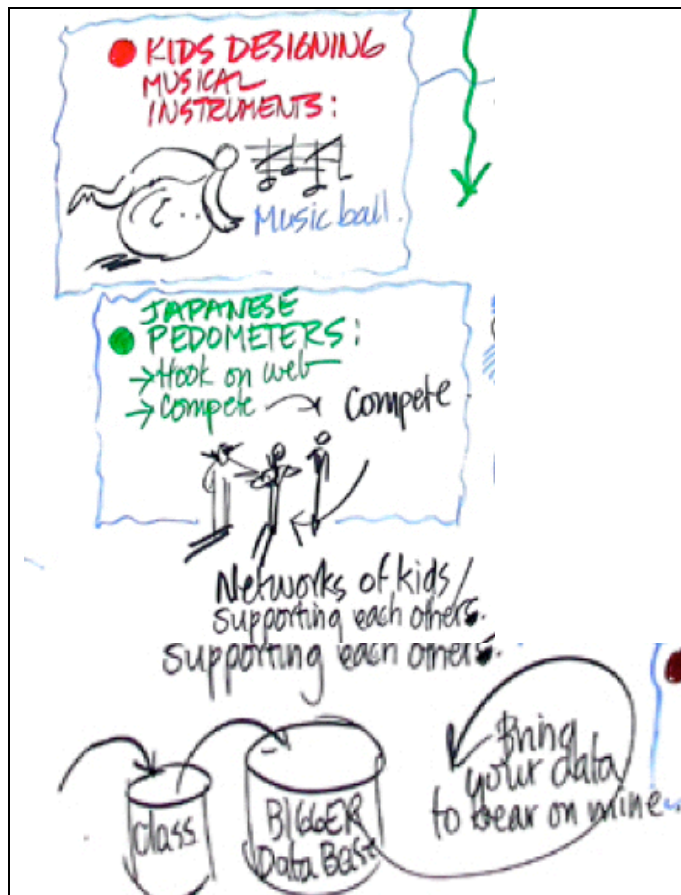 KIDS DESIGNING
MUSICAL
INSTRUMENTS:
Music ball.
JAPANESE
PEDOMETERS:
→Hook on web
→Compete → Compete
Networks of kids/
supporting each others.
supporting each others.
Class
BIGGER
Data Base
Bring
your data
to bear on mine